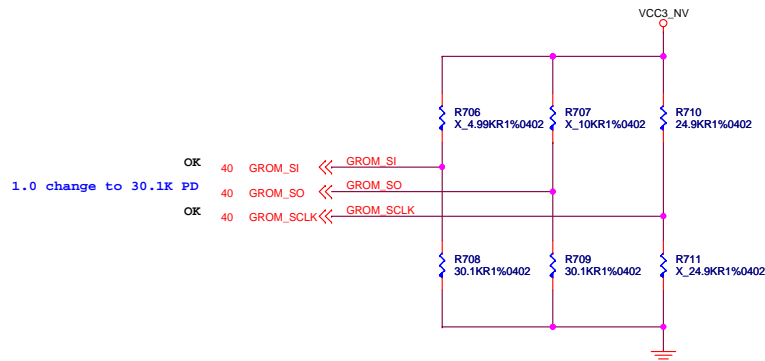 VCC3_NV
R706
X_4.99KR1%0402
R707
X_10KR1%0402
R710
24.9KR1%0402
OK 40 GROM_SI GROM_SI
1.0 change to 30.1K PD 40 GROM_SO GROM_SO
OK 40 GROM_SCLK GROM_SCLK
R708
30.1KR1%0402
R709
30.1KR1%0402
R711
X_24.9KR1%0402